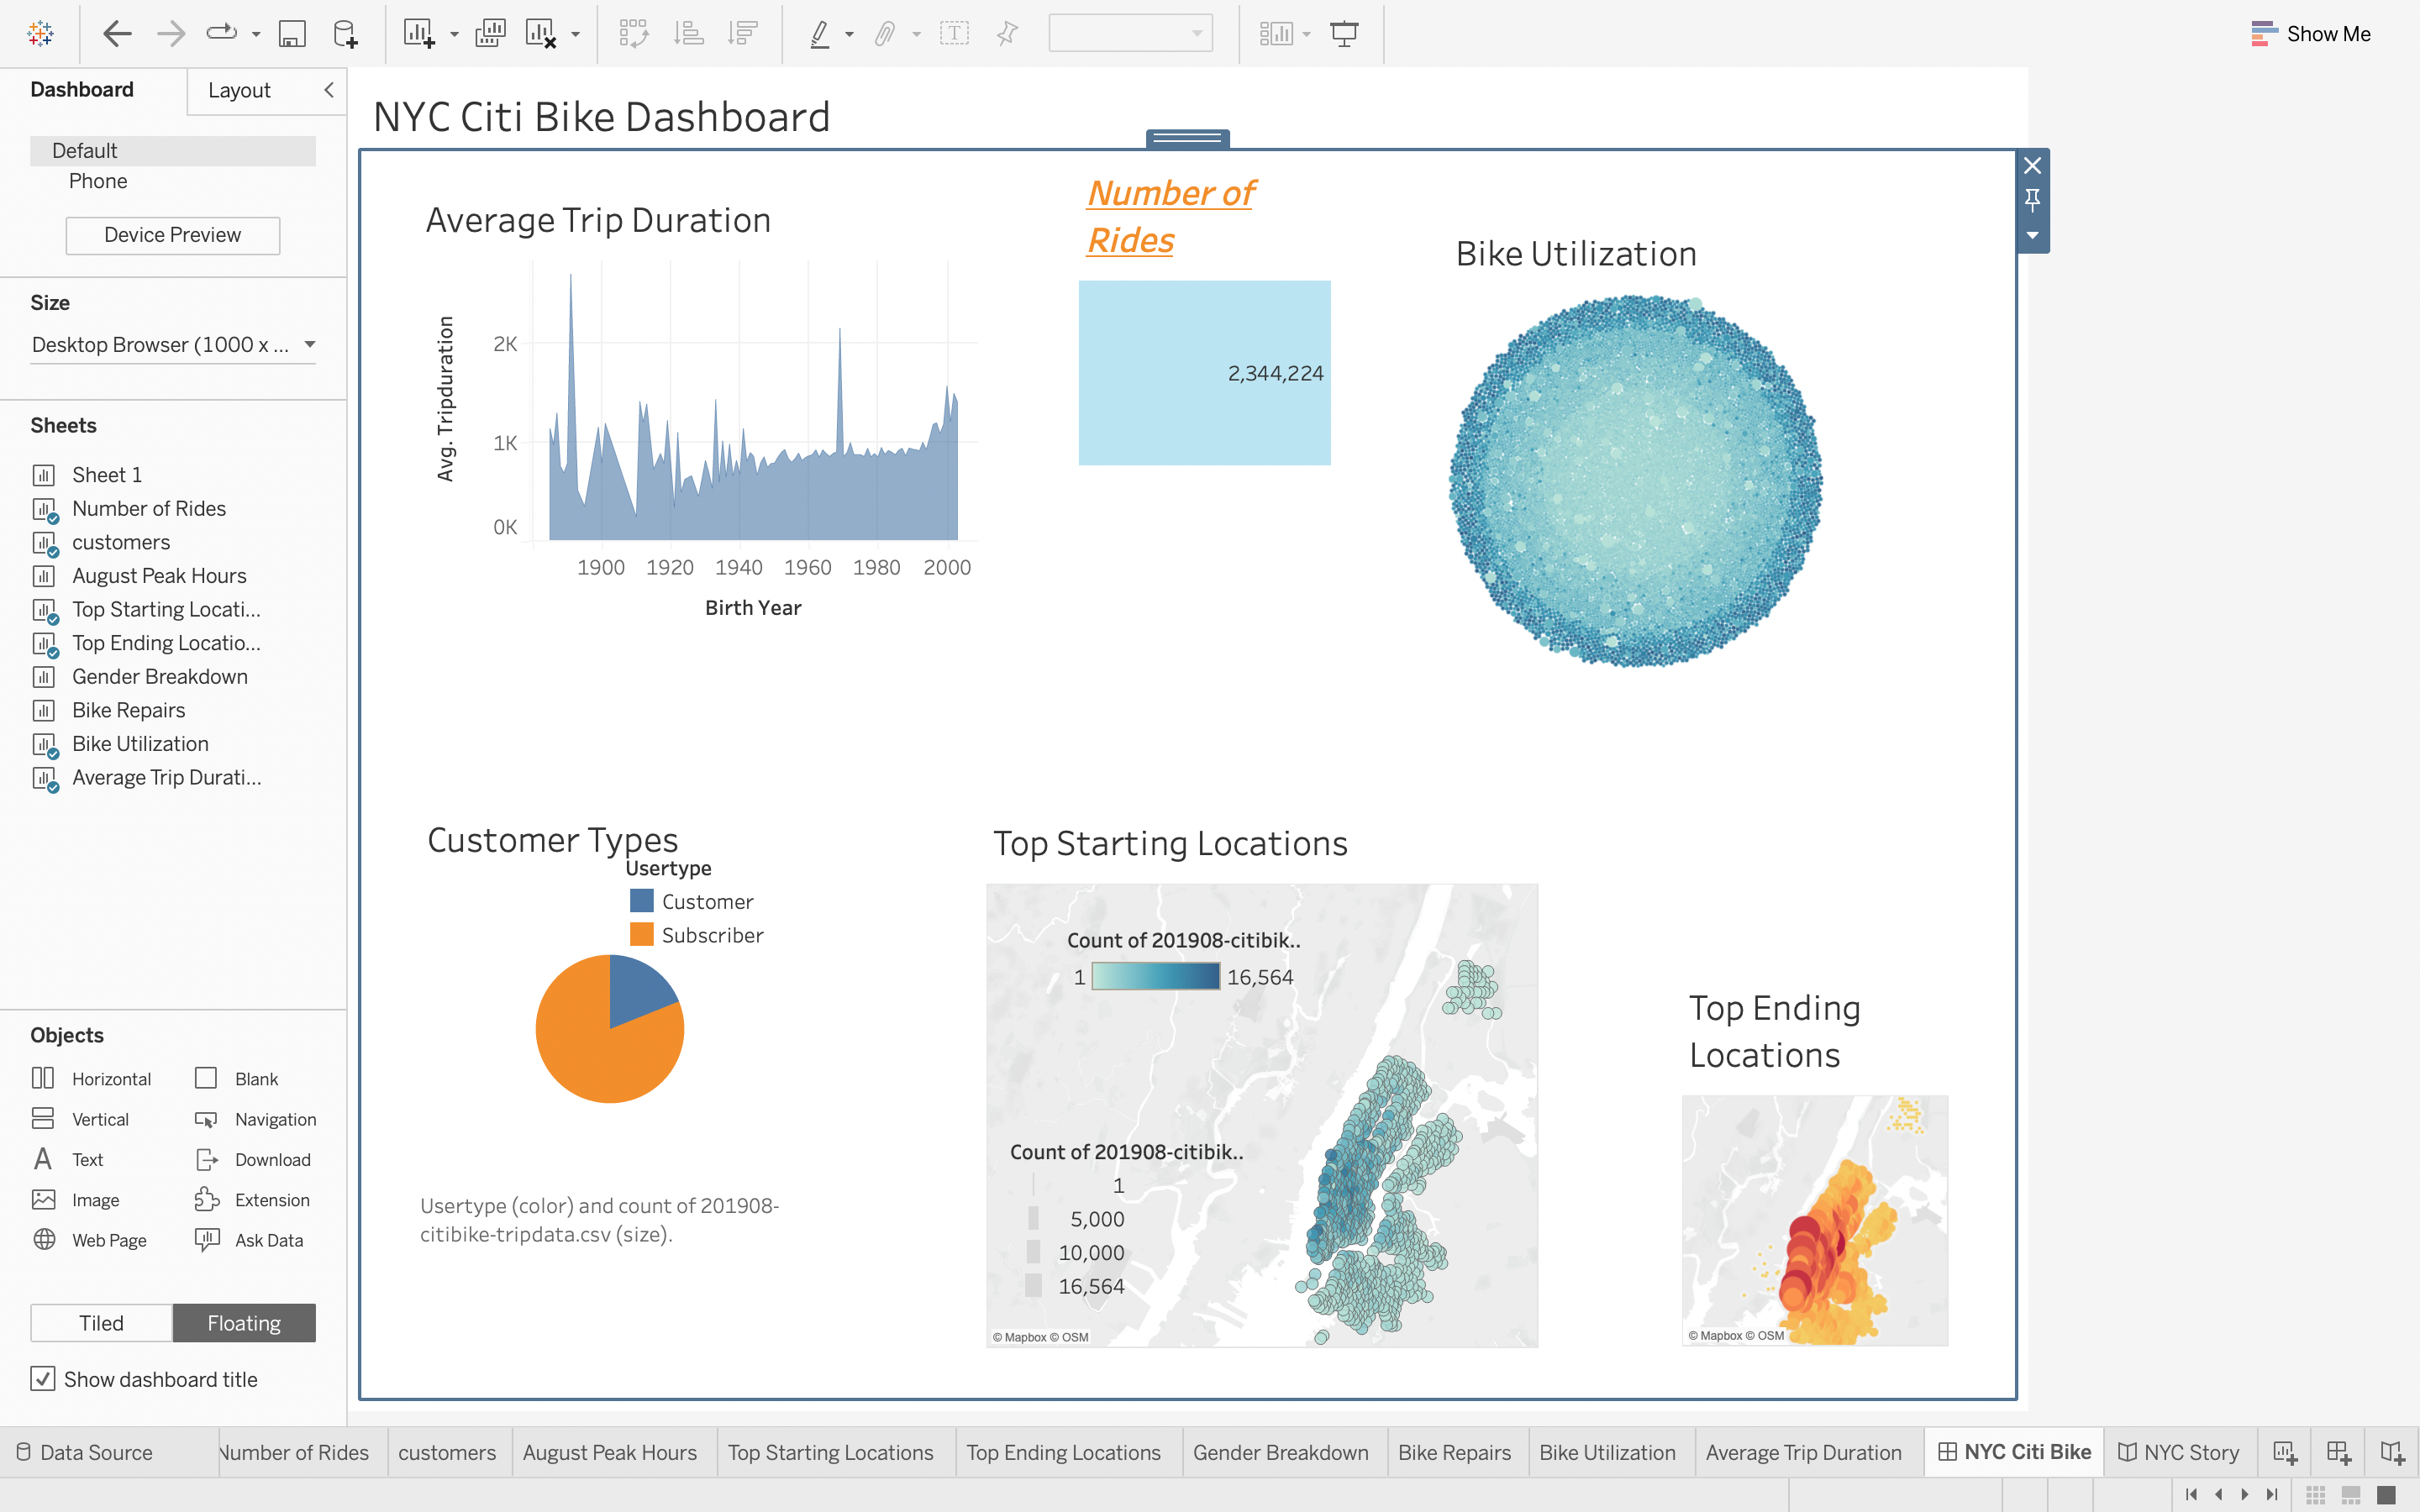 Show Me
Dashboard
Layout
Default
Phone
Device Preview
Size
Desktop Browser (1000 x ...
Sheets
Sheet 1
Number of Rides
customers
August Peak Hours
Top Starting Locati...
Top Ending Locatio...
Gender Breakdown
Bike Repairs
Bike Utilization
Average Trip Durati...
Objects
Horizontal
Blank
Vertical
Navigation
Text
Download
Image
Extension
Web Page
Ask Data
Tiled
Floating
Show dashboard title
NYC Citi Bike Dashboard
Average Trip Duration
Avg. Tripduration
2K
1K
0K
1900 1920 1940 1960 1980 2000
Birth Year
Number of
Rides
2,344,224
Bike Utilization
Customer Types
Usertype
Customer
Subscriber
Usertype (color) and count of 201908-
citibike-tripdata.csv (size).
Top Starting Locations
Count of 201908-citibik..
1 16,564
Count of 201908-citibik..
1
5,000
10,000
16,564
© Mapbox © OSM
Top Ending
Locations
© Mapbox © OSM
Data Source
Number of Rides
customers
August Peak Hours
Top Starting Locations
Top Ending Locations
Gender Breakdown
Bike Repairs
Bike Utilization
Average Trip Duration
NYC Citi Bike
NYC Story